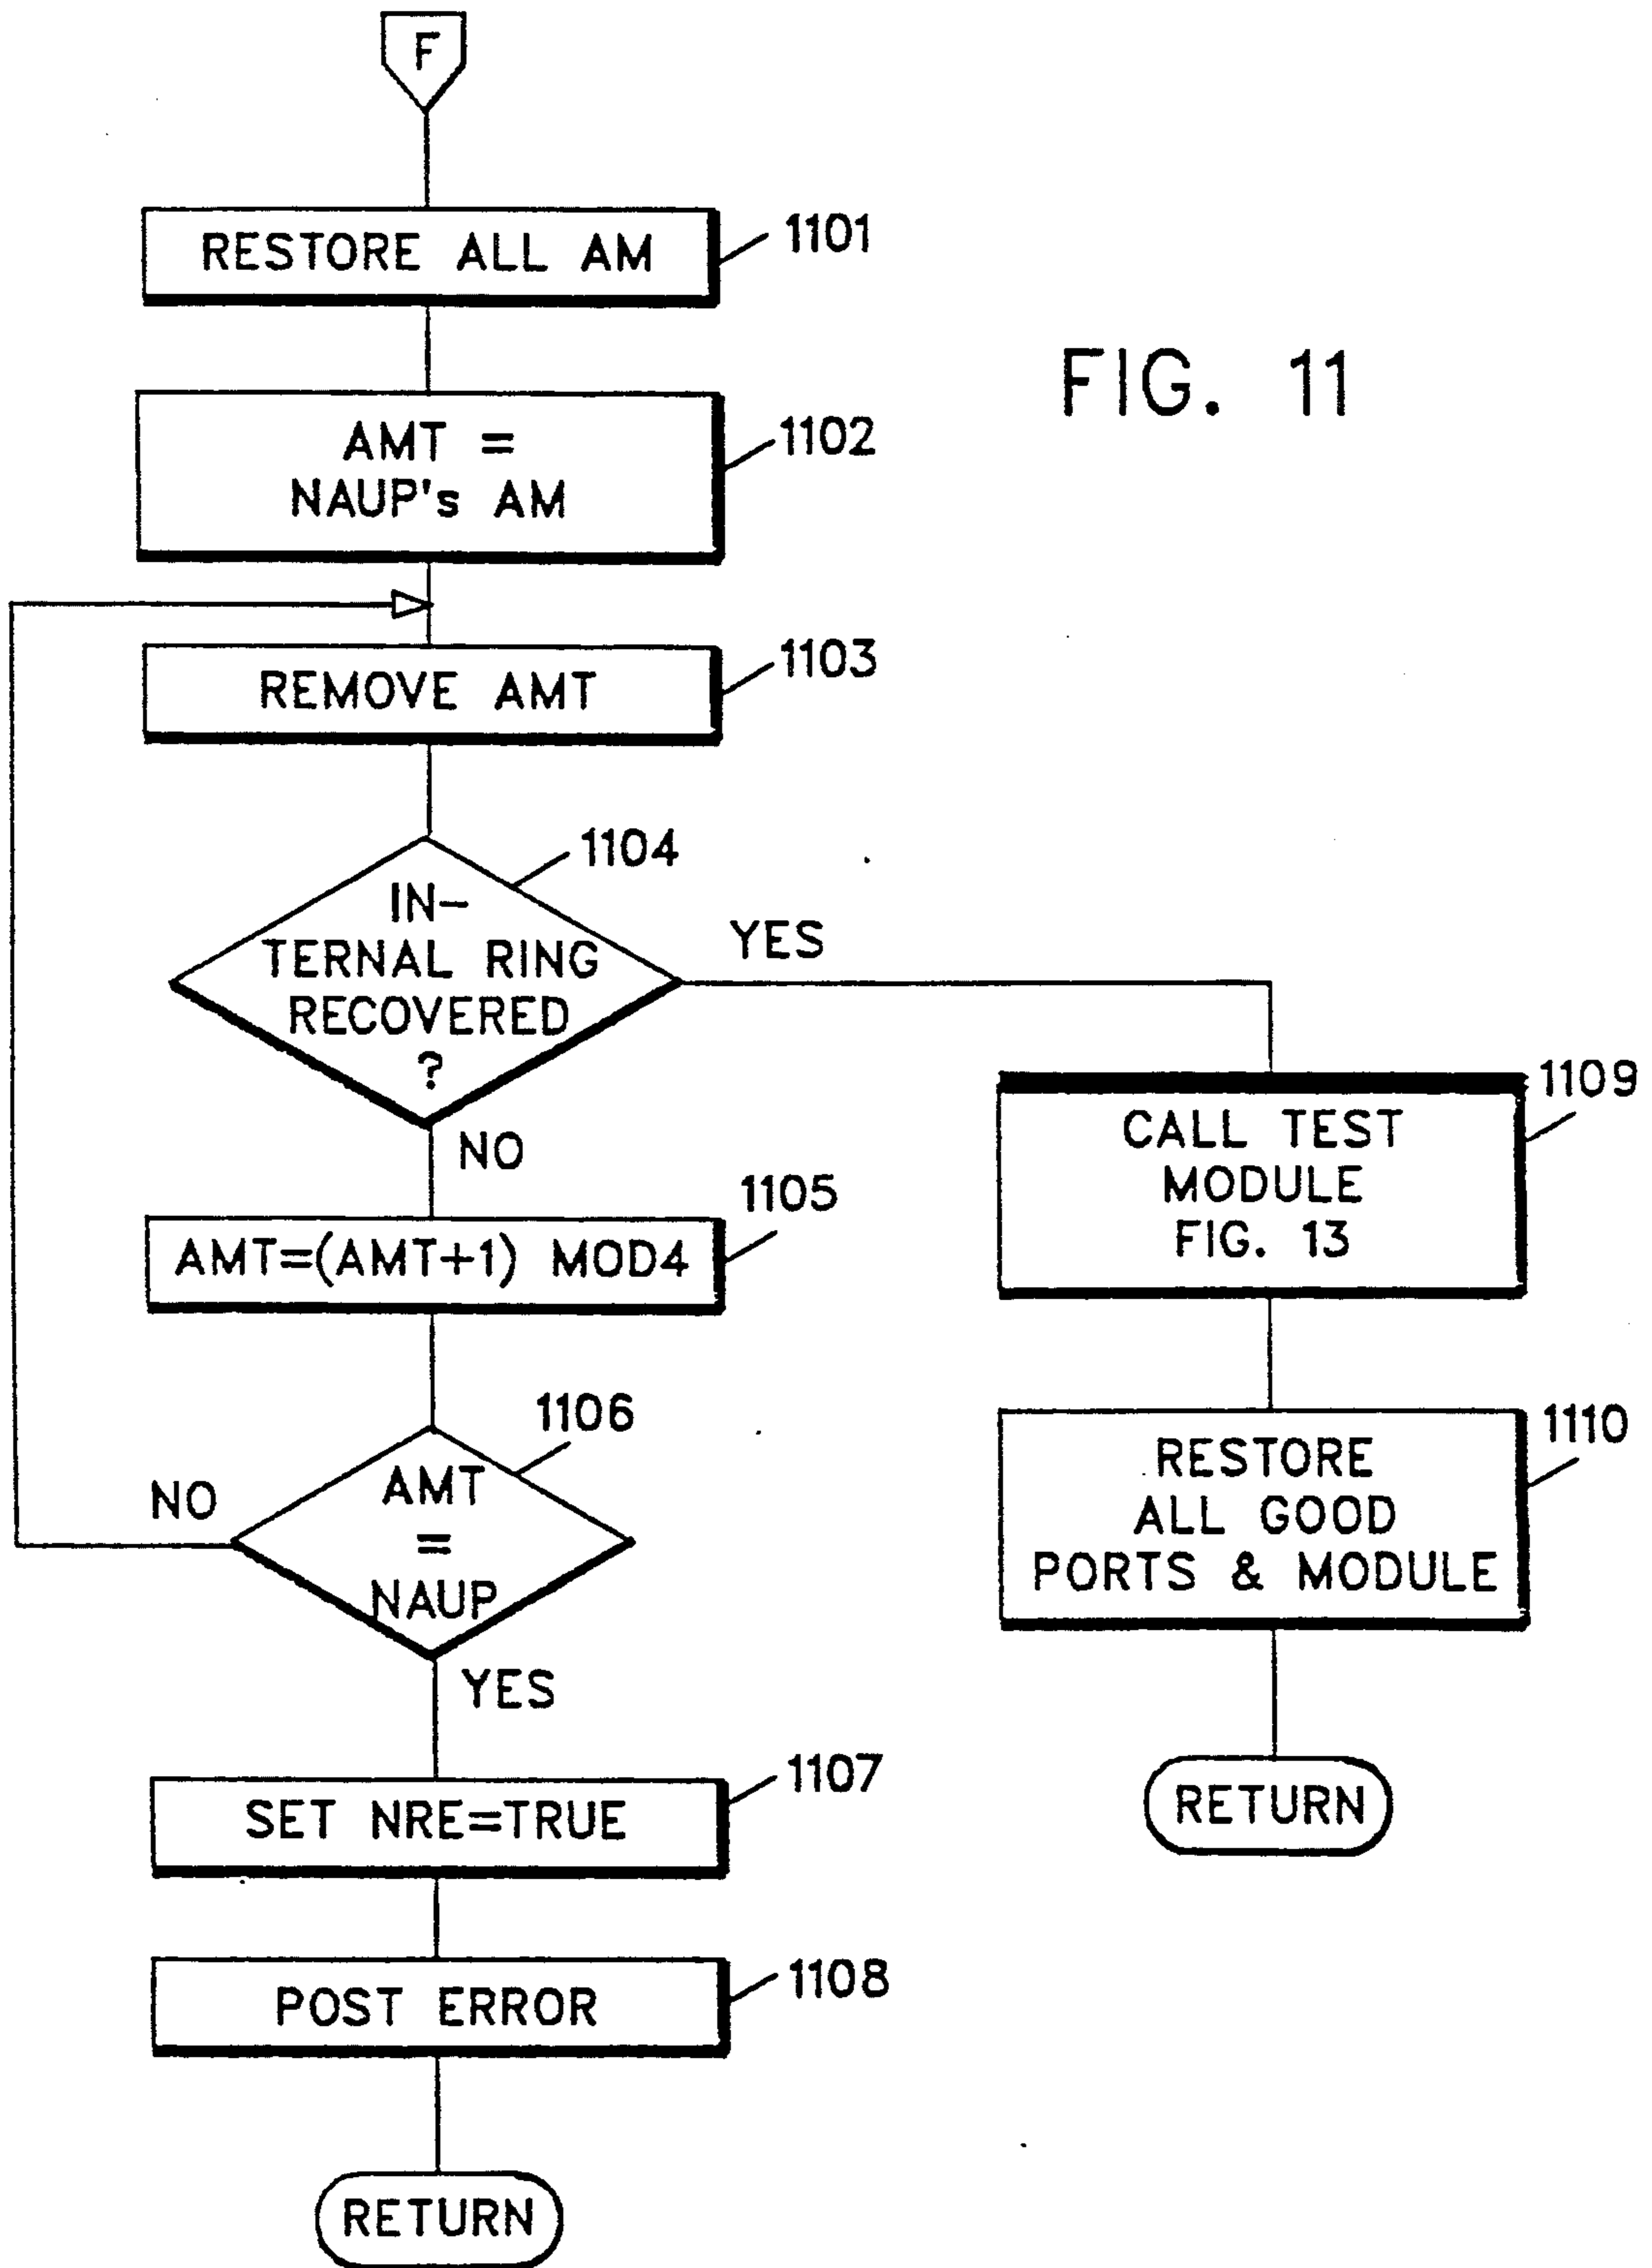 F
RESTORE ALL AM
1101
FIG. 11
AMT =
NAUP's AM
1102
REMOVE AMT
1103
1104
IN-
TERNAL RING
RECOVERED
?
YES
NO
1109
CALL TEST
MODULE
FIG. 13
1105
AMT=(AMT+1) MOD4
1106
AMT
=
NAUP
NO
YES
1110
RESTORE
ALL GOOD
PORTS & MODULE
SET NRE=TRUE
1107
RETURN
POST ERROR
1108
RETURN